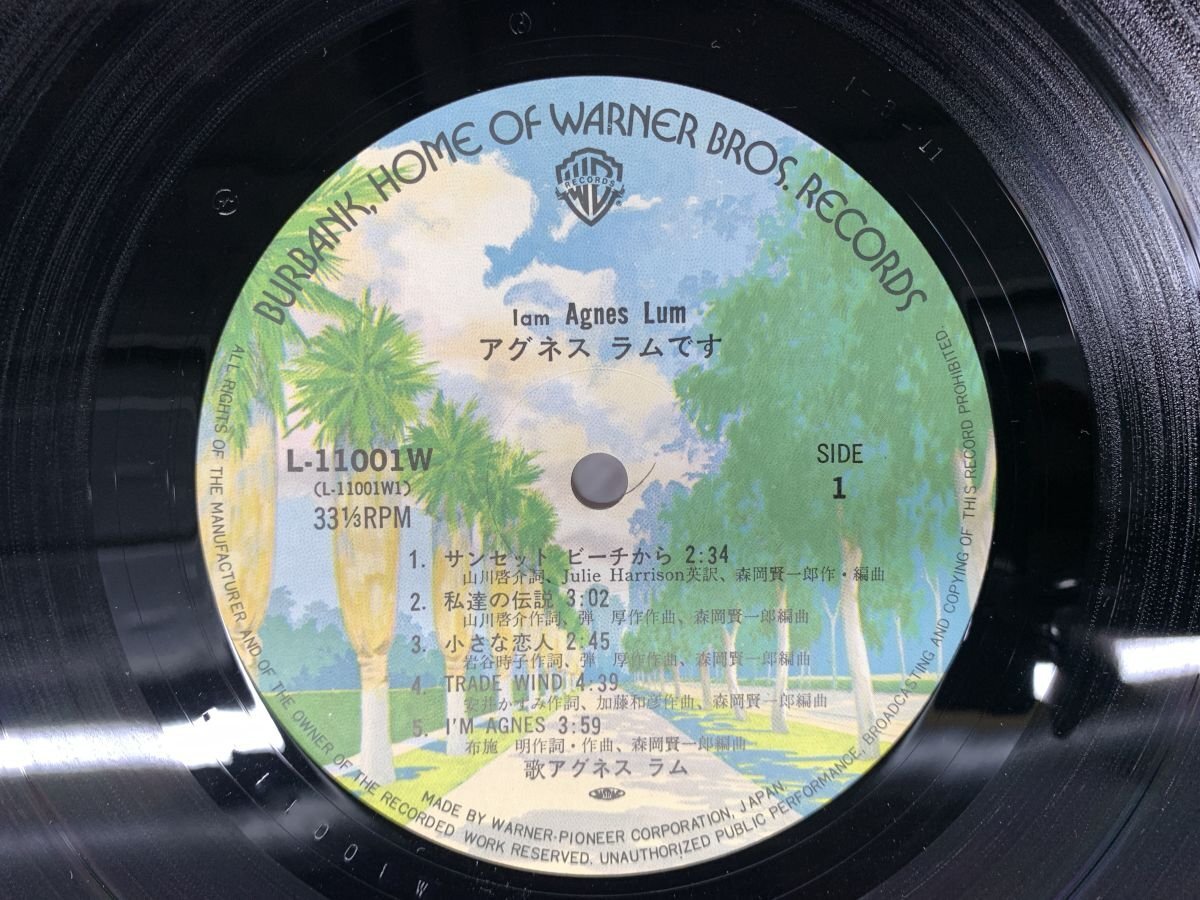 BURBANK, HOME OF WARNER BROS. RECORDS
RECORDS
I am Agnes Lum
アグネス ラムです
L-11001W
(L-11001W1)
33⅓RPM
SIDE
1
1. サンセット ビーチから 2:34
山川啓介詞、Julie Harrison英訳、森岡賢一郎作・編曲
2. 私達の伝説 3:02
山川啓介作詞、弾 厚作作曲、森岡賢一郎編曲
3. 小さな恋人 2:45
岩谷時子作詞、弾 厚作作曲、森岡賢一郎編曲
4. TRADE WIND 4:39
安井かずみ作詞、加藤和彦作曲、森岡賢一郎編曲
5. I'M AGNES 3:59
布施 明作詞・作曲、森岡賢一郎編曲
歌アグネス ラム
MADE BY WARNER-PIONEER CORPORATION, JAPAN
ALL RIGHTS OF THE MANUFACTURER AND OF THE OWNER OF THE RECORDED WORK RESERVED. UNAUTHORIZED PUBLIC PERFORMANCE, BROADCASTING AND COPYING OF THIS RECORD PROHIBITED.